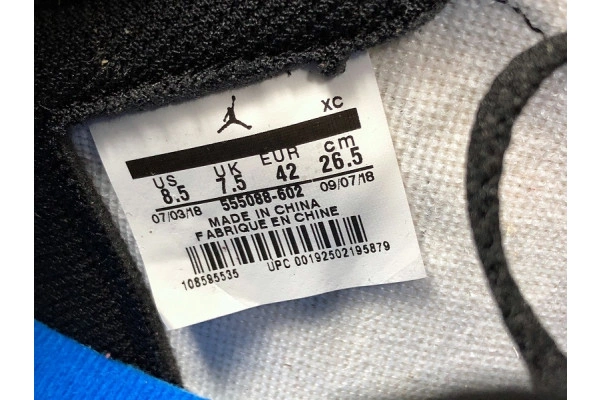 XC
US UK EUR cm
8.5 7.5 42 26.5
07/03/18 555088-602 09/07/18
MADE IN CHINA
FABRIQUE EN CHINE
108595535 UPC 00192502195879